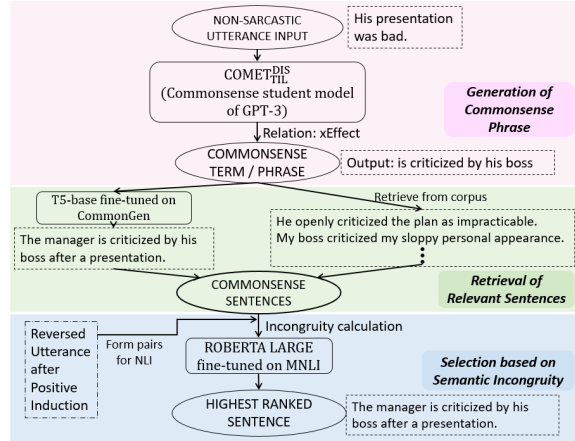 NON-SARCASTIC
UTTERANCE INPUT
His presentation
was bad.
COMET DIS TIL
(Commonsense student model
of GPT-3)
Generation of
Commonsense
Phrase
Relation: xEffect
COMMONSENSE
TERM / PHRASE
Output: is criticized by his boss
T5-base fine-tuned on
CommonGen
Retrieve from corpus
The manager is criticized by his
boss after a presentation.
He openly criticized the plan as impracticable.
My boss criticized my sloppy personal appearance.
COMMONSENSE
SENTENCES
Retrieval of
Relevant Sentences
Reversed
Utterance
after
Positive
Induction
Form pairs
for NLI
Incongruity calculation
ROBERTA LARGE
fine-tuned on MNLI
Selection based on
Semantic Incongruity
HIGHEST RANKED
SENTENCE
The manager is criticized by his
boss after a presentation.